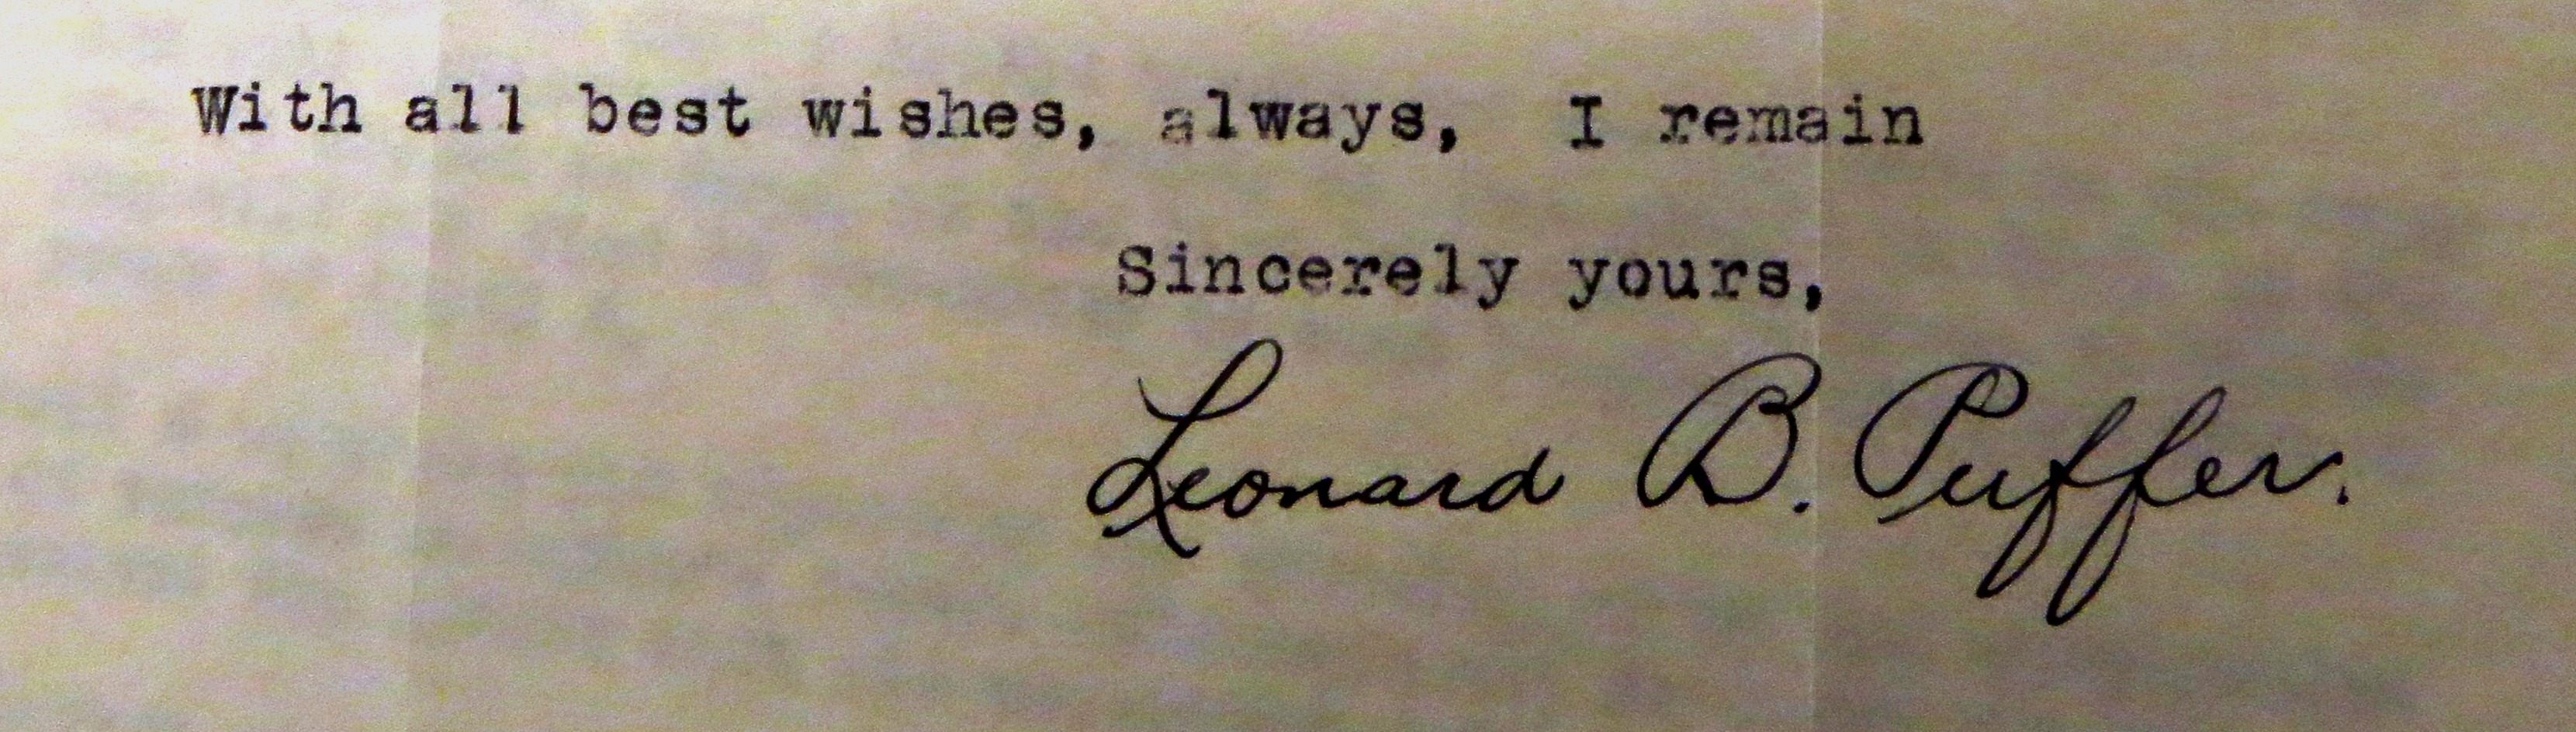 With all best wishes, always, I remain
Sincerely yours,
Leonard B. Puffer.